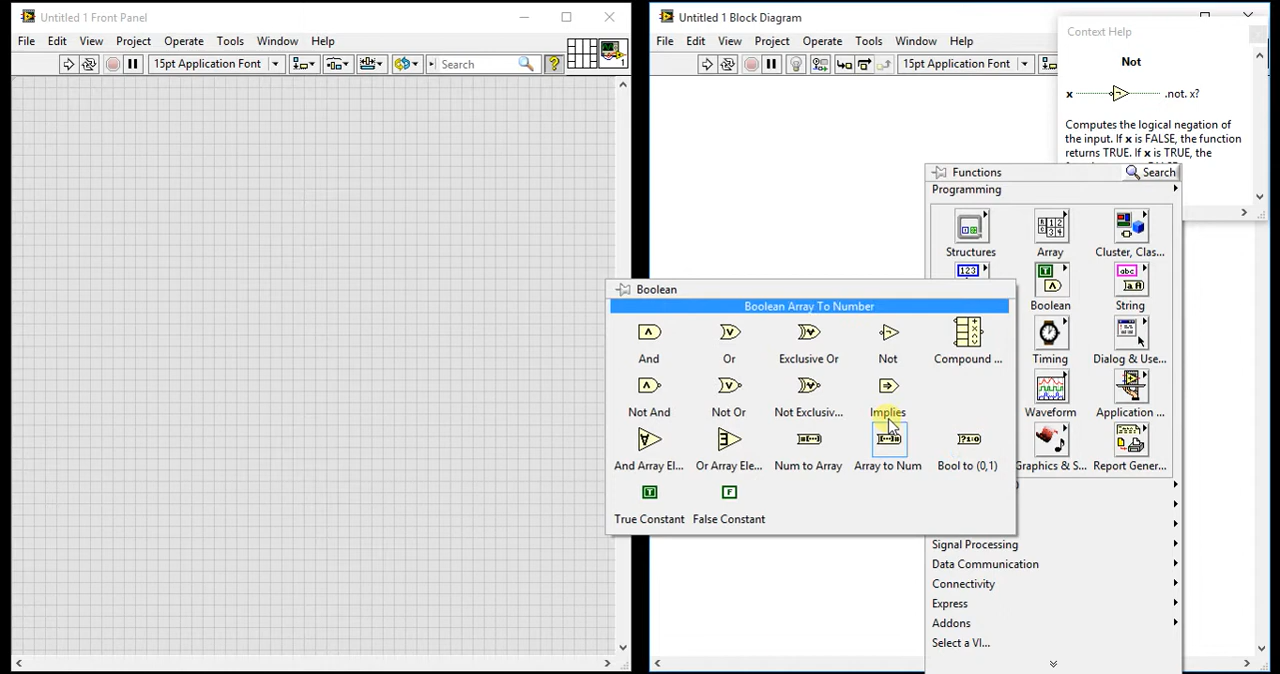 Untitled 1 Front Panel
File Edit View Project Operate Tools Window Help
15pt Application Font
Search
?
1
Untitled 1 Block Diagram
File Edit View Project Operate Tools Window Help
15pt Application Font
Context Help
Not
x .not. x?
Computes the logical negation of
the input. If x is FALSE, the function
returns TRUE. If x is TRUE, the
Functions Search
Programming
Structures Array Cluster, Clas...
123
Boolean String
Timing Dialog & Use...
Waveform Application ...
Graphics & S... Report Gener...
Signal Processing
Data Communication
Connectivity
Express
Addons
Select a VI...
Boolean
Boolean Array To Number
And Or Exclusive Or Not Compound ...
Not And Not Or Not Exclusiv... Implies
And Array El... Or Array Ele... Num to Array Array to Num Bool to (0,1)
True Constant False Constant